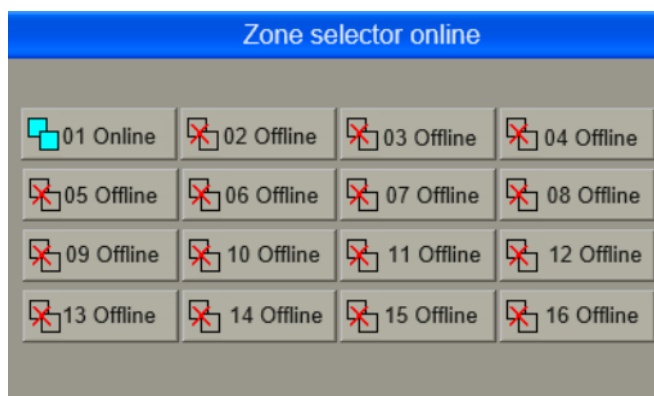 Zone selector online
01 Online 02 Offline 03 Offline 04 Offline
05 Offline 06 Offline 07 Offline 08 Offline
09 Offline 10 Offline 11 Offline 12 Offline
13 Offline 14 Offline 15 Offline 16 Offline